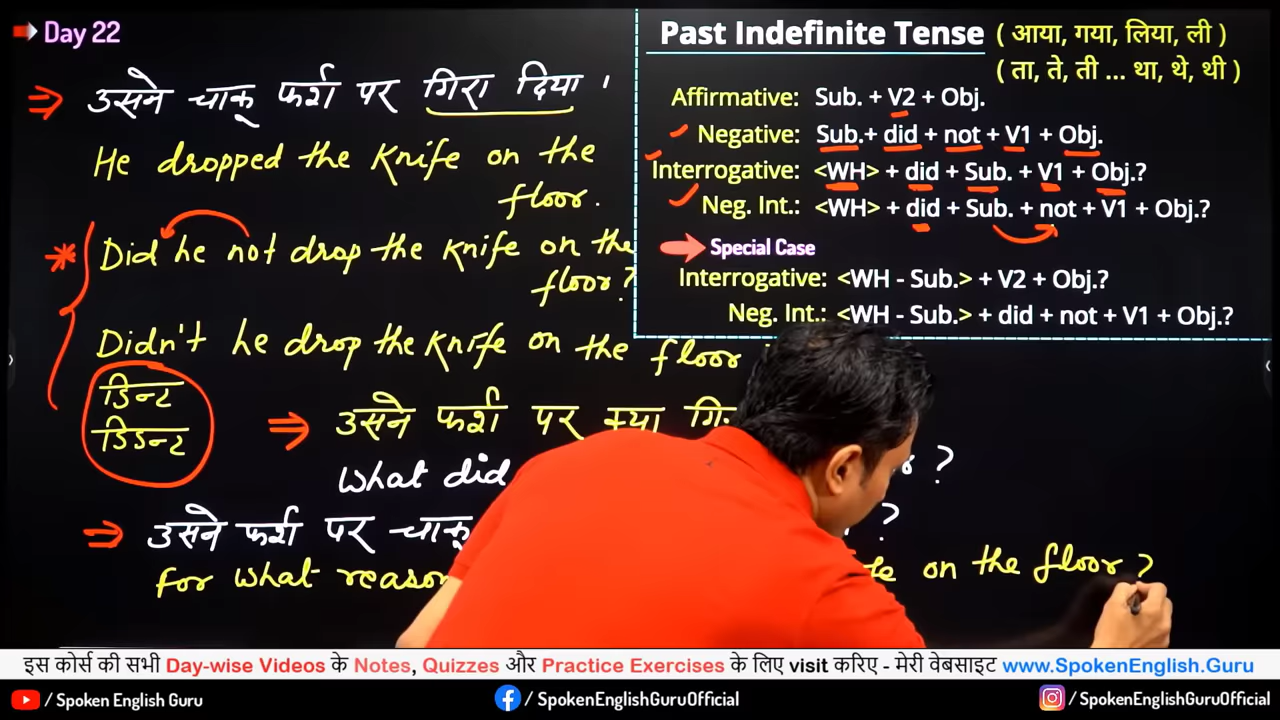 Day 22
Past Indefinite Tense ( आया, गया, लिया, ली )
( ता, ते, ती ... था, थे, थी )
Affirmative: Sub. + V2 + Obj.
Negative: Sub.+ did + not + V1 + Obj.
Interrogative: <WH> + did + Sub. + V1 + Obj.?
Neg. Int.: <WH> + did + Sub. + not + V1 + Obj.?
Special Case
Interrogative: <WH - Sub.> + V2 + Obj.?
Neg. Int.: <WH - Sub.> + did + not + V1 + Obj.?
उसने चाकू फर्श पर गिरा दिया ।
He dropped the knife on the
floor.
Did he not drop the knife on the
floor?
Didn't he drop the knife on the floor
डिन्ट
डिडन्ट
उसने फर्श पर क्या
What did ?
उसने फर्श पर चाकू ?
for what on the floor ?
इस कोर्स की सभी Day-wise Videos के Notes, Quizzes और Practice Exercises के लिए visit करिए - मेरी वेबसाइट www.SpokenEnglish.Guru
/ Spoken English Guru
/ SpokenEnglishGuruOfficial
/ SpokenEnglishGuruOfficial